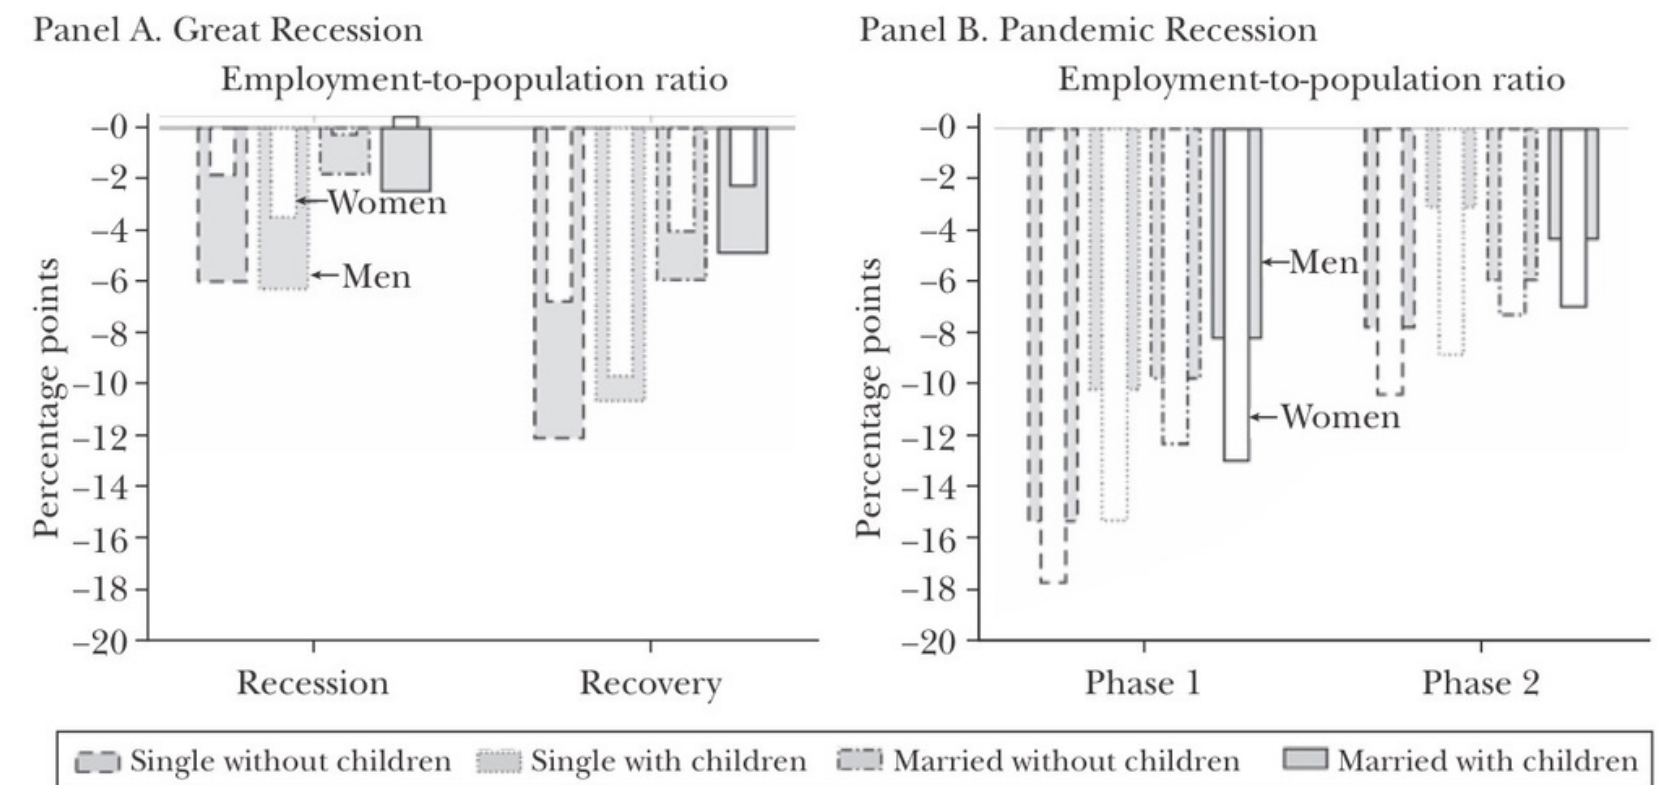 Panel A. Great Recession
Employment-to-population ratio
Percentage points
–0
–2
–4
–6
–8
–10
–12
–14
–16
–18
–20
Women
Men
Recession
Recovery
Panel B. Pandemic Recession
Employment-to-population ratio
Percentage points
–0
–2
–4
–6
–8
–10
–12
–14
–16
–18
–20
Men
Women
Phase 1
Phase 2
Single without children Single with children Married without children Married with children